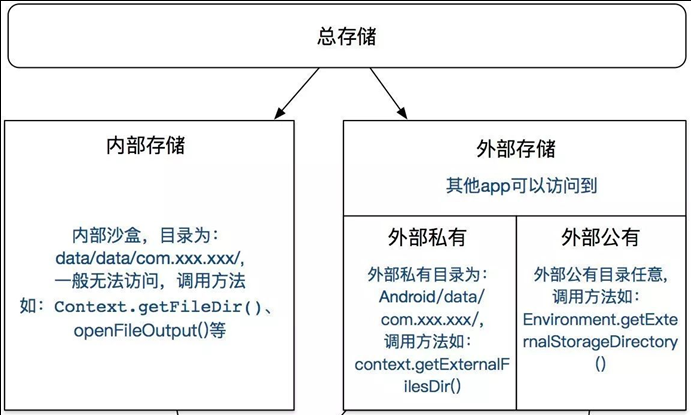 总存储
内部存储
内部沙盒，目录为：
data/data/com.xxx.xxx/,
一般无法访问，调用方法
如：Context.getFileDir()、
openFileOutput()等
外部存储
其他app可以访问到
外部私有
外部私有目录为：
Android/data/
com.xxx.xxx/,
调用方法如：
context.getExternalF
ilesDir()
外部公有
外部公有目录任意，
调用方法如：
Environment.getExte
rnalStorageDirectory
()